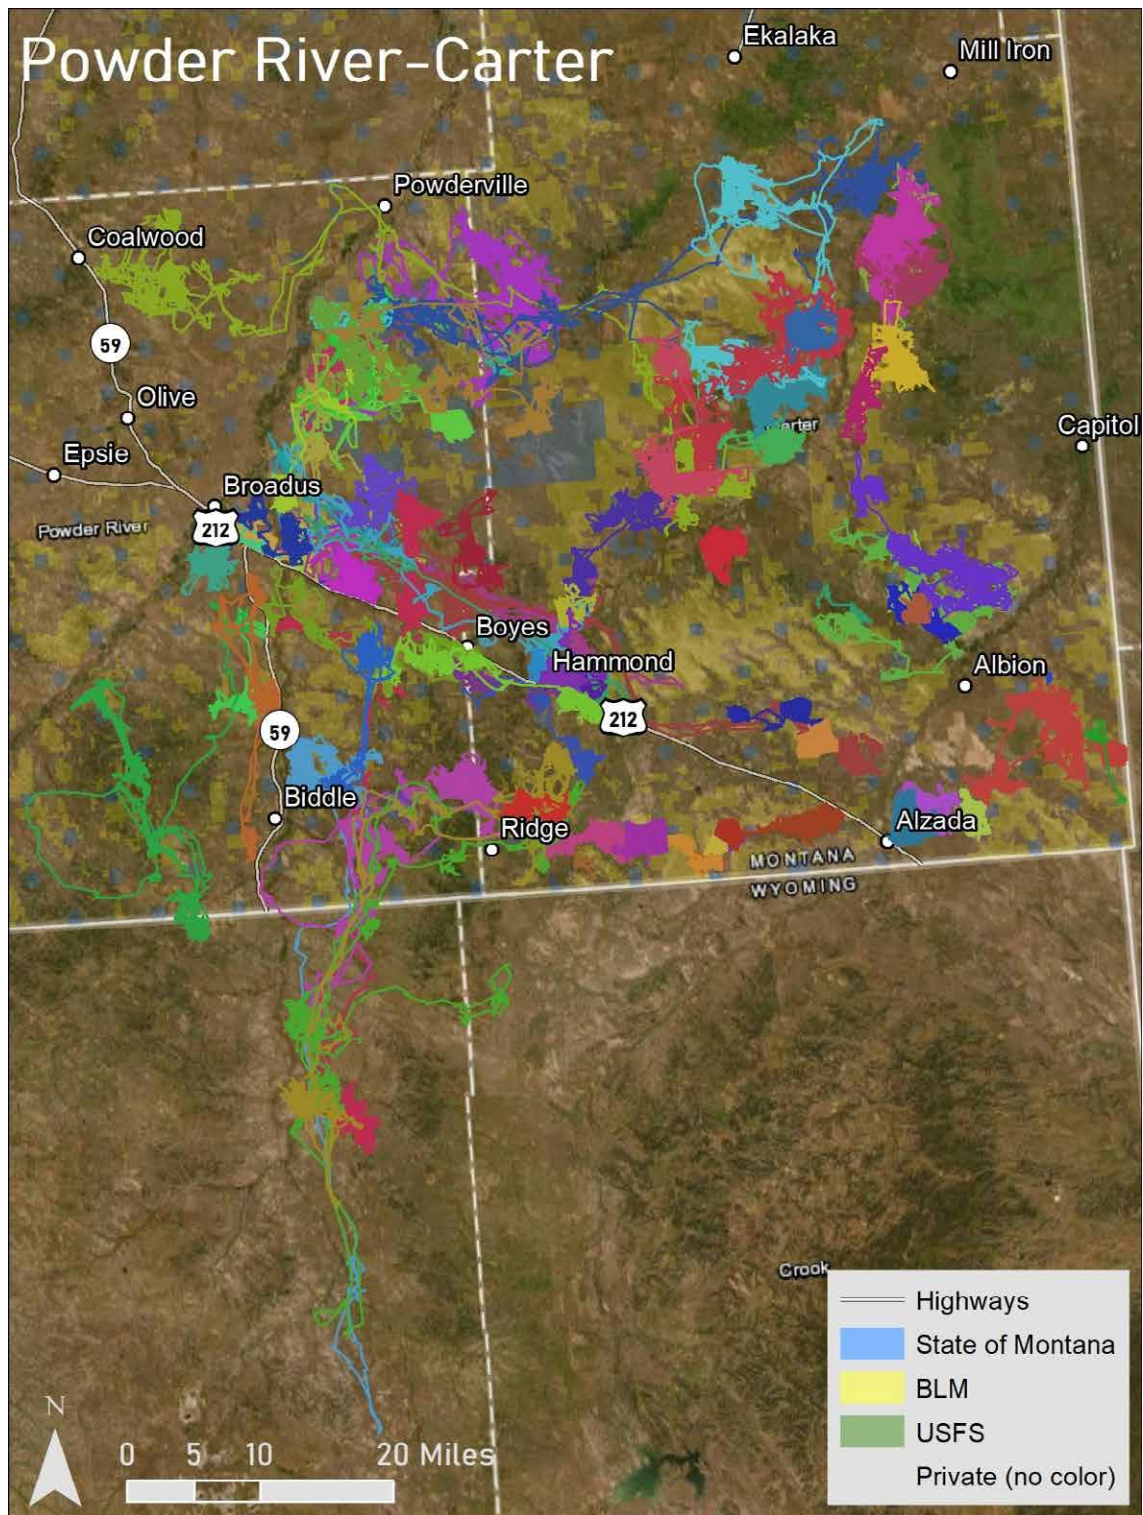 Powder River-Carter
Ekalaka
Mill Iron
Powderville
Coalwood
59
Olive
Carter
Capitol
Epsie
Broadus
Powder River
212
Boyes
Hammond
Albion
212
59
Biddle
Ridge
Alzada
MONTANA
WYOMING
Crook
Highways
State of Montana
BLM
USFS
Private (no color)
N
0 5 10 20 Miles